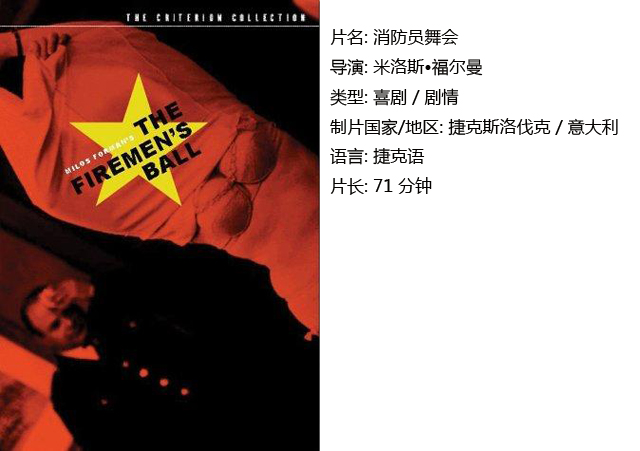 THE CRITERION COLLECTION
MILOS FORMAN'S
THE
FIREMEN'S
BALL
片名: 消防员舞会
导演: 米洛斯•福尔曼
类型: 喜剧 / 剧情
制片国家/地区: 捷克斯洛伐克 / 意大利
语言: 捷克语
片长: 71 分钟